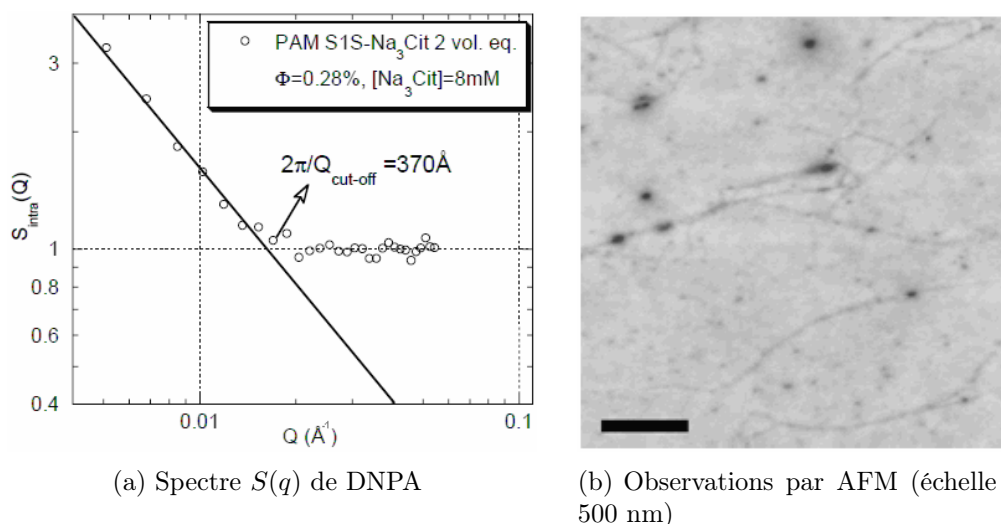 PAM S1S-Na₃Cit 2 vol. eq.
Φ=0.28%, [Na₃Cit]=8mM
3
2π/Q_cut-off =370Å
S_intra(Q)
1
0.8
0.6
0.4
0.01
0.1
Q (Å⁻¹)
(a) Spectre S(q) de DNPA
(b) Observations par AFM (échelle
500 nm)